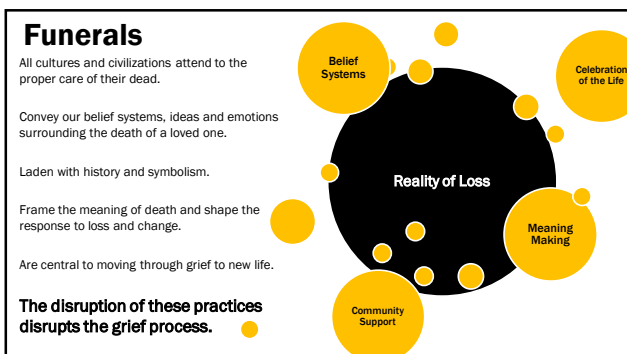 Funerals
All cultures and civilizations attend to the
proper care of their dead.
Convey our belief systems, ideas and emotions
surrounding the death of a loved one.
Laden with history and symbolism.
Frame the meaning of death and shape the
response to loss and change.
Are central to moving through grief to new life.
The disruption of these practices
disrupts the grief process.
Belief
Systems
Celebration
of the Life
Reality of Loss
Meaning
Making
Community
Support